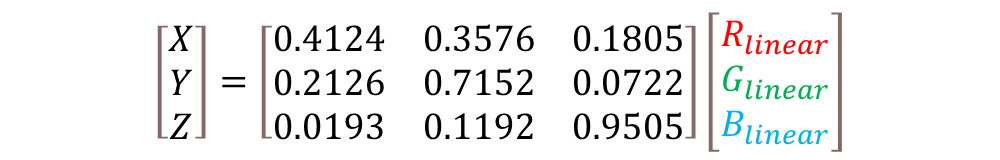 X 0.4124 0.3576 0.1805 R_linear
Y = 0.2126 0.7152 0.0722 G_linear
Z 0.0193 0.1192 0.9505 B_linear